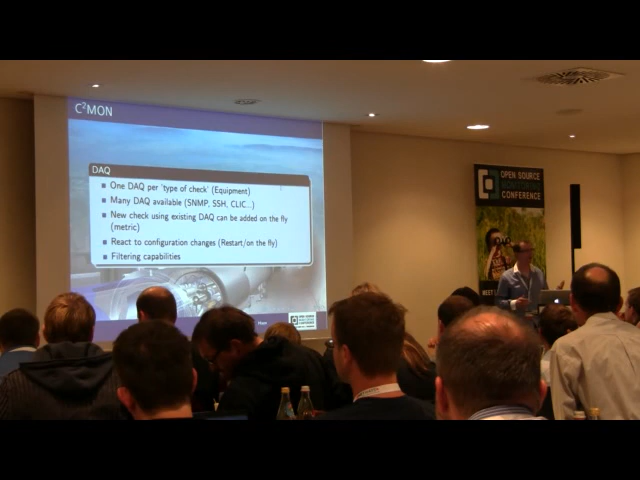 C²MON
DAQ
One DAQ per 'type of check' (Equipment)
Many DAQ available (SNMP, SSH, CLIC...)
New check using existing DAQ can be added on the fly
(metric)
React to configuration changes (Restart/on the fly)
Filtering capabilities
OPEN SOURCE
MONITORING
CONFERENCE